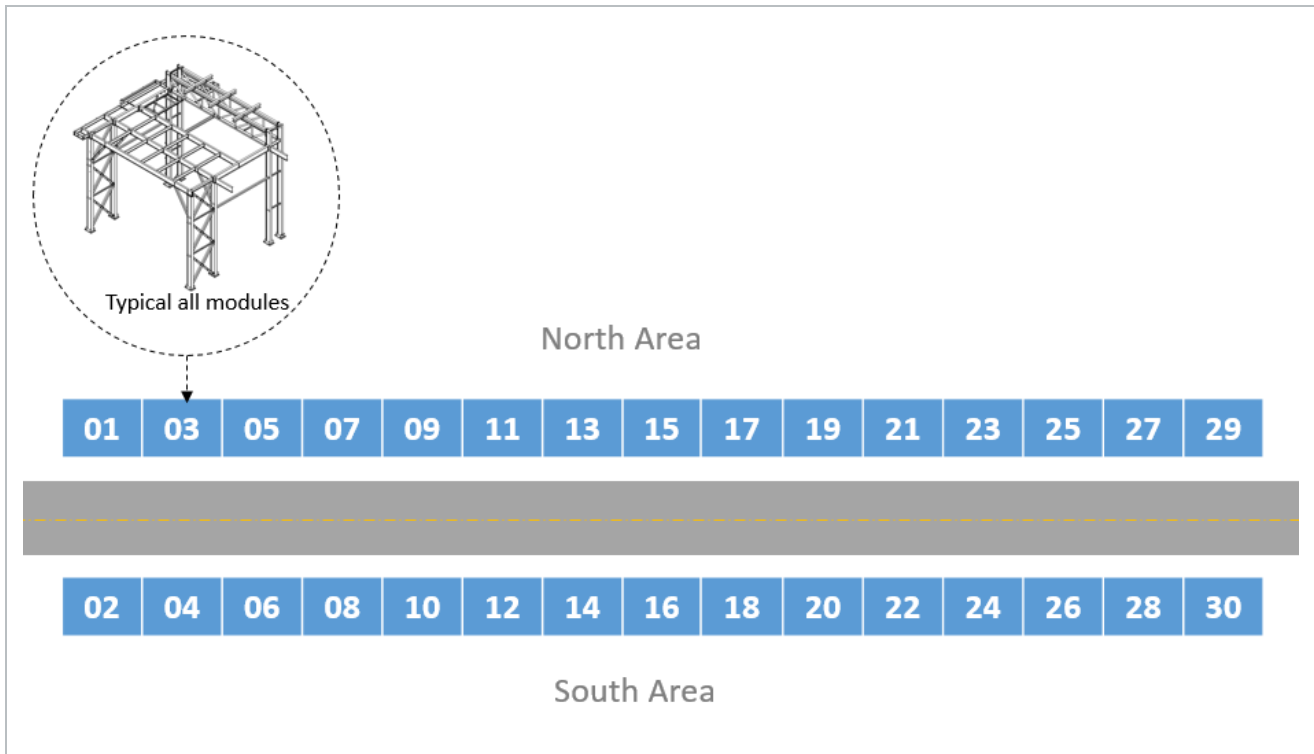 Typical all modules
North Area
01 03 05 07 09 11 13 15 17 19 21 23 25 27 29
02 04 06 08 10 12 14 16 18 20 22 24 26 28 30
South Area